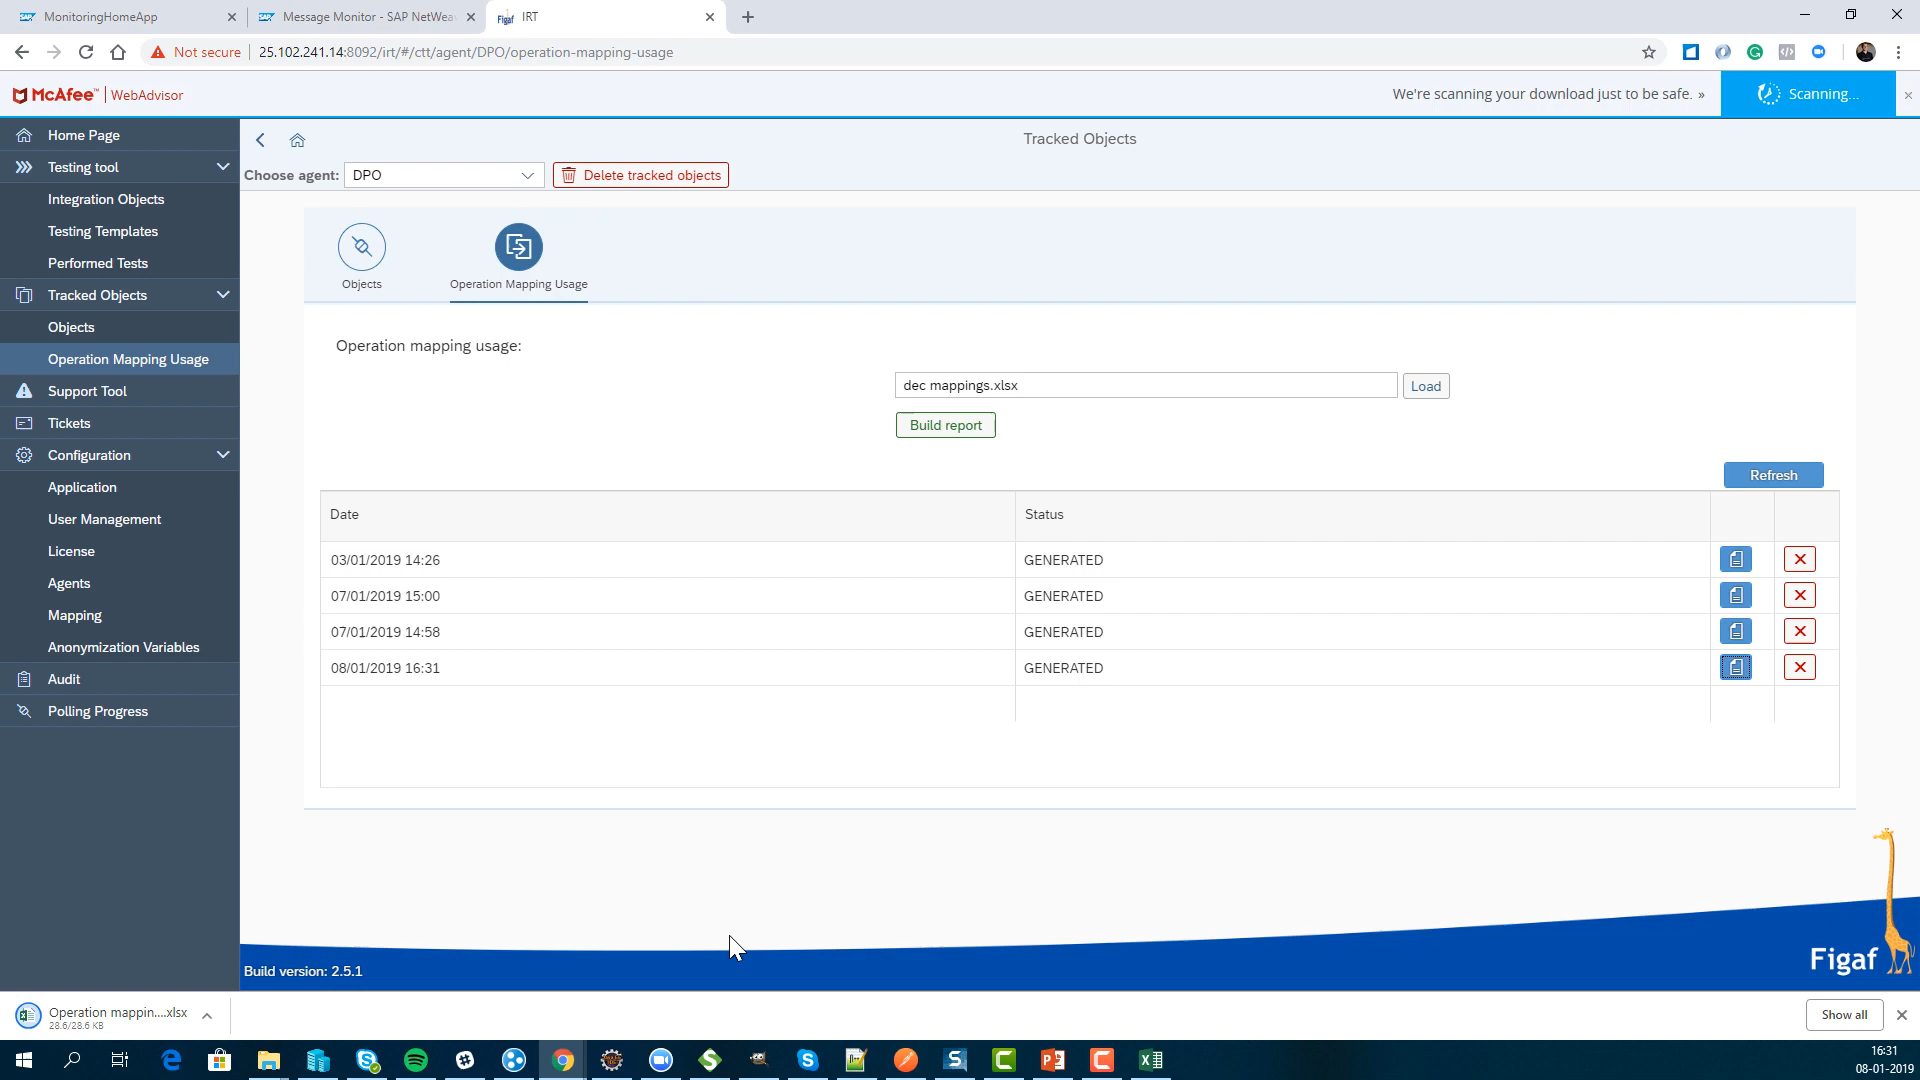 MonitoringHomeApp
Message Monitor - SAP NetWeav
Figaf IRT
Not secure 25.102.241.14:8092/irt/#/ctt/agent/DPO/operation-mapping-usage
McAfee™ WebAdvisor
We're scanning your download just to be safe. »
Scanning...
Home Page
Testing tool
Integration Objects
Testing Templates
Performed Tests
Tracked Objects
Objects
Operation Mapping Usage
Support Tool
Tickets
Configuration
Application
User Management
License
Agents
Mapping
Anonymization Variables
Audit
Polling Progress
Tracked Objects
Choose agent: DPO Delete tracked objects
Objects
Operation Mapping Usage
Operation mapping usage:
dec mappings.xlsx Load
Build report
Refresh
Date Status
03/01/2019 14:26 GENERATED
07/01/2019 15:00 GENERATED
07/01/2019 14:58 GENERATED
08/01/2019 16:31 GENERATED
Figaf
Build version: 2.5.1
Operation mappin....xlsx
28.6/28.6 KB
Show all
16:31
08-01-2019